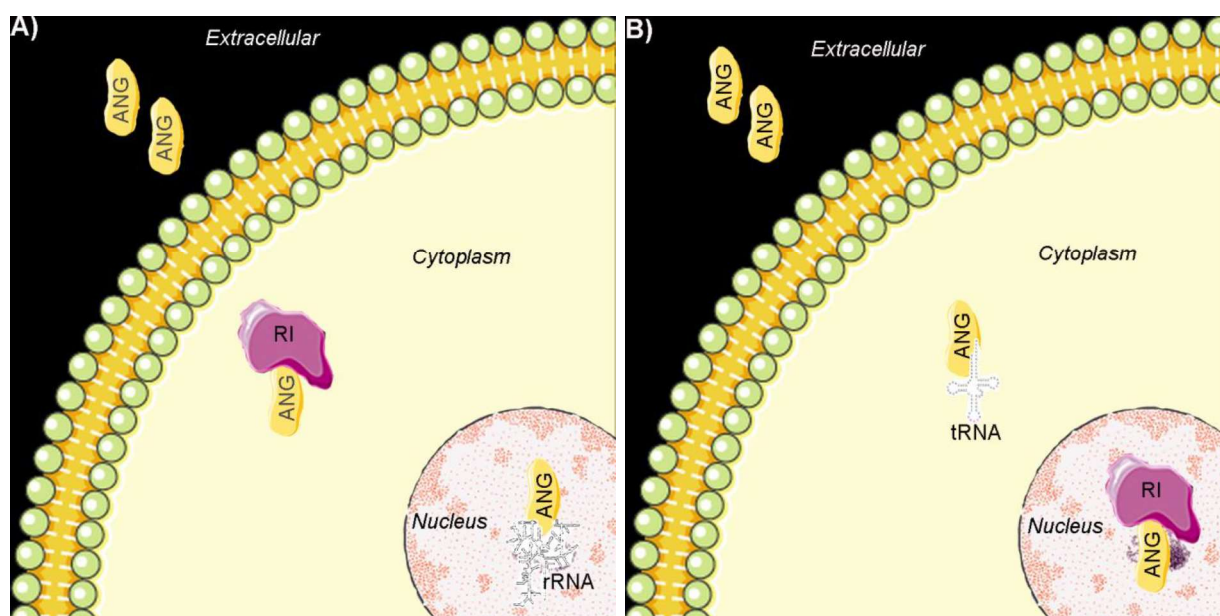 A)
Extracellular
ANG
ANG
Cytoplasm
RI
ANG
ANG
Nucleus
rRNA
B)
Extracellular
ANG
ANG
Cytoplasm
ANG
tRNA
RI
Nucleus
ANG